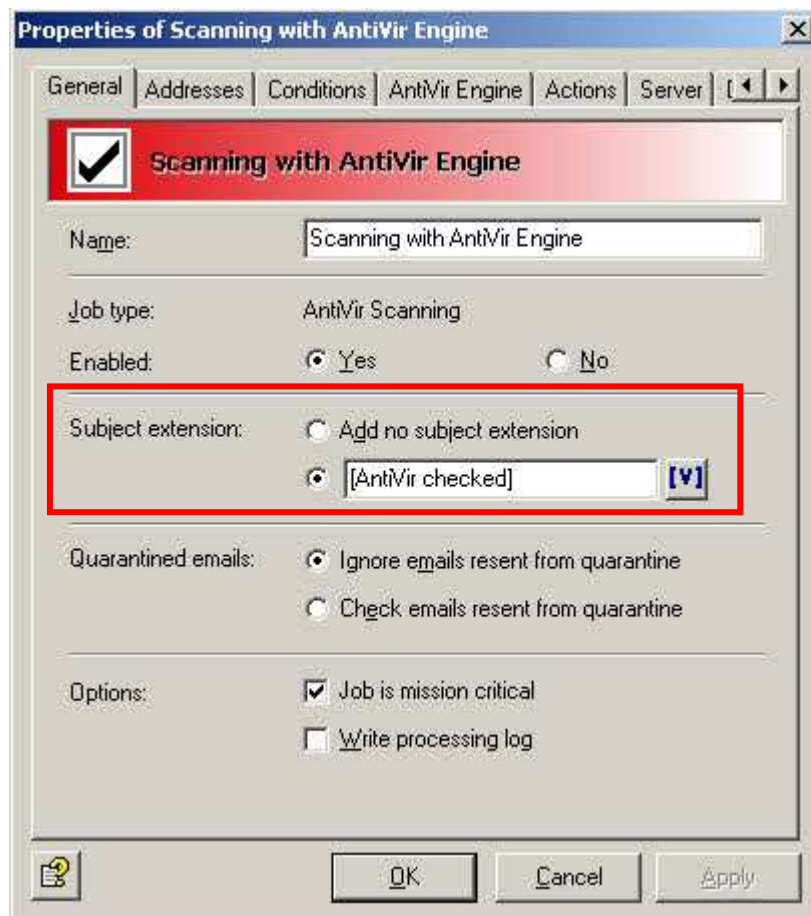 Properties of Scanning with AntiVir Engine
General Addresses Conditions AntiVir Engine Actions Server
Scanning with AntiVir Engine
Name: Scanning with AntiVir Engine
Job type: AntiVir Scanning
Enabled: Yes No
Subject extension: Add no subject extension
[AntiVir checked] [V]
Quarantined emails: Ignore emails resent from quarantine
Check emails resent from quarantine
Options: Job is mission critical
Write processing log
OK Cancel Apply